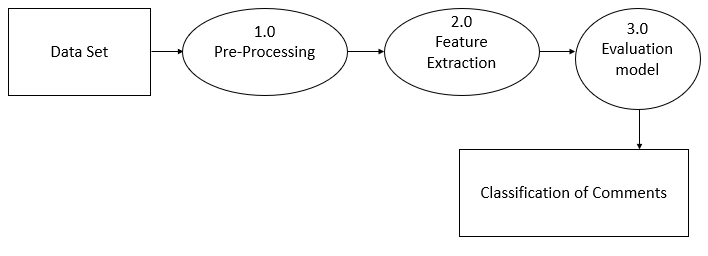 Data Set
1.0
Pre-Processing
2.0
Feature
Extraction
3.0
Evaluation
model
Classification of Comments